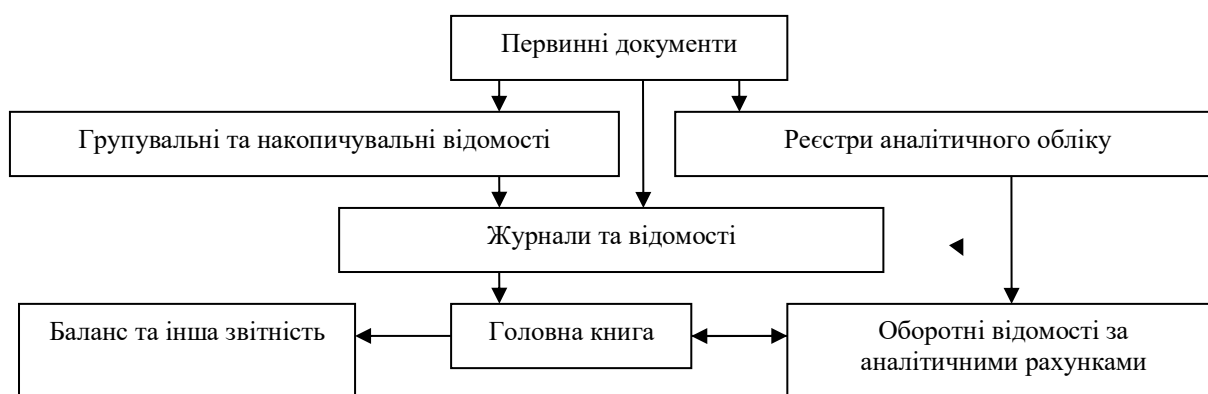 Первинні документи
Групувальні та накопичувальні відомості
Реєстри аналітичного обліку
Журнали та відомості
Баланс та інша звітність
Головна книга
Оборотні відомості за
аналітичними рахунками